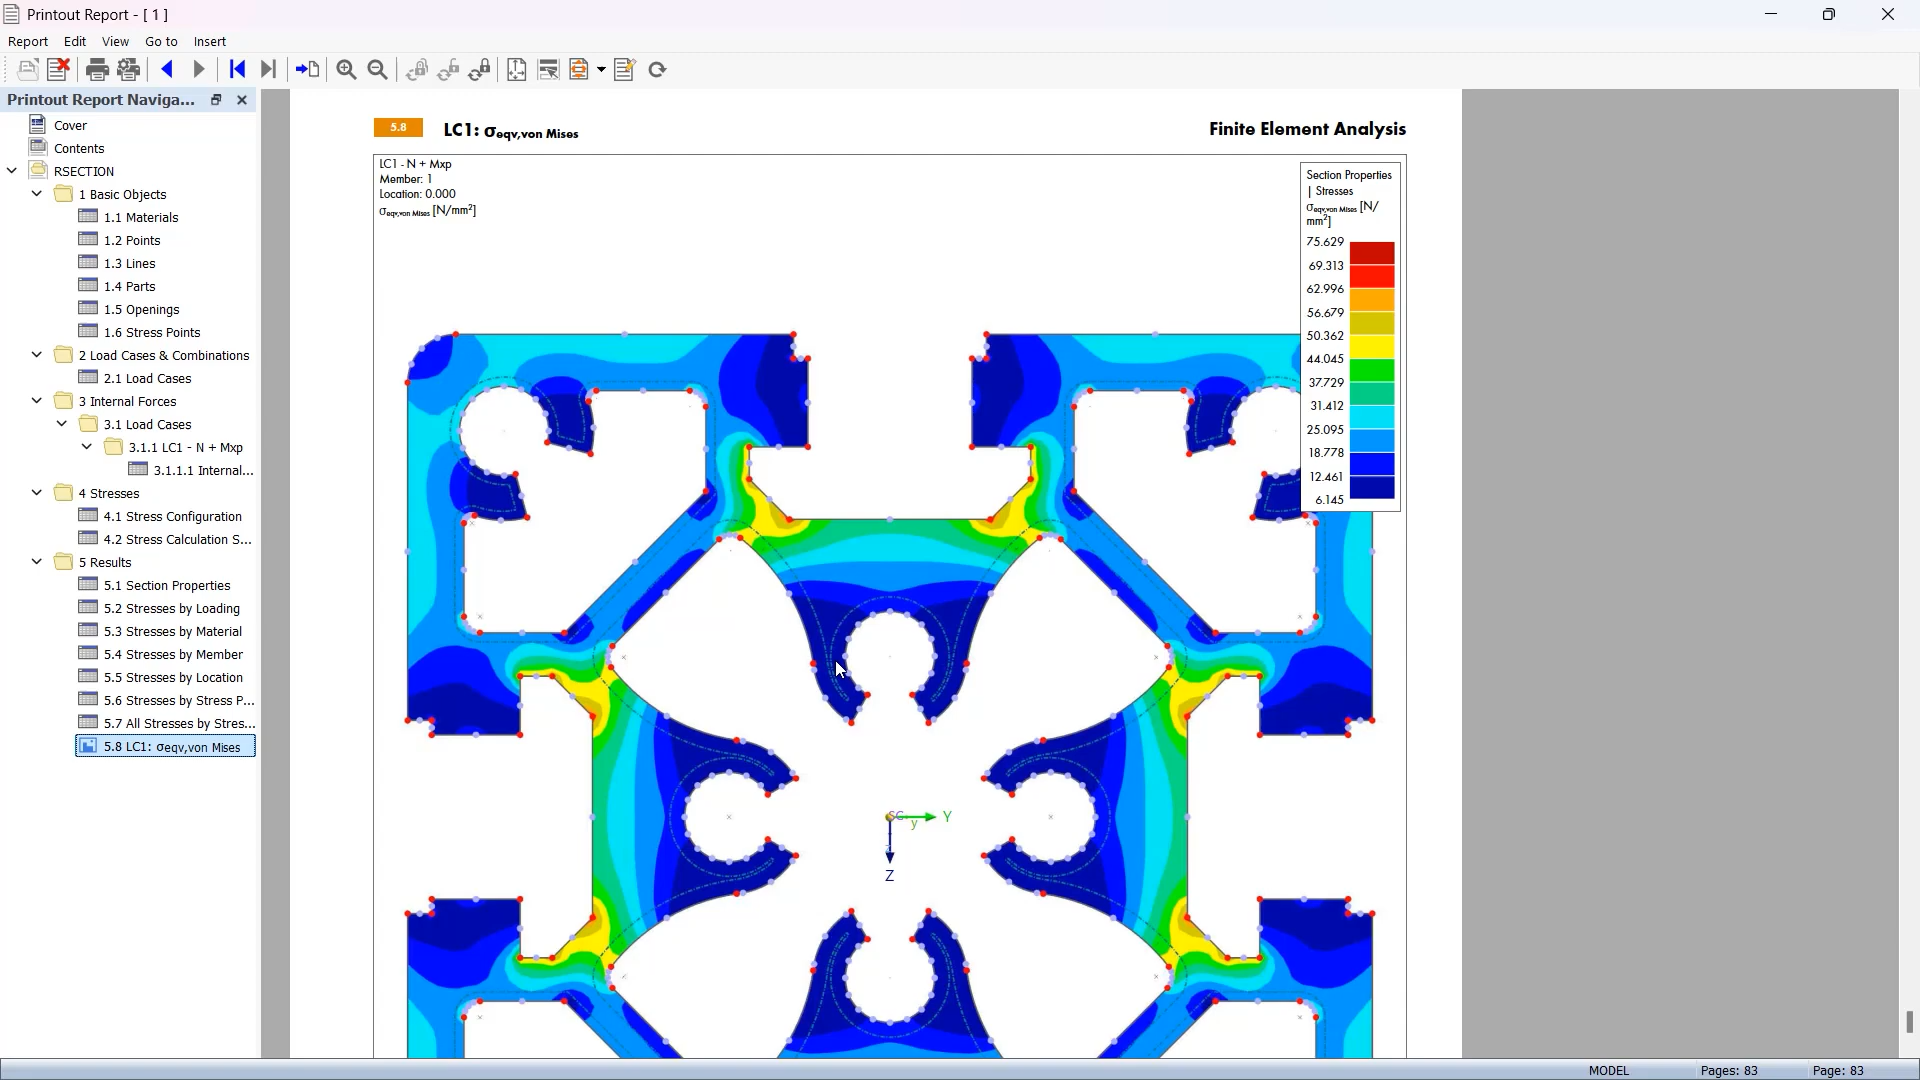 Printout Report - [ 1 ]
Report Edit View Go to Insert
Printout Report Naviga...
Cover
Contents
RSECTION
1 Basic Objects
1.1 Materials
1.2 Points
1.3 Lines
1.4 Parts
1.5 Openings
1.6 Stress Points
2 Load Cases & Combinations
2.1 Load Cases
3 Internal Forces
3.1 Load Cases
3.1.1 LC1 - N + Mxp
3.1.1.1 Internal...
4 Stresses
4.1 Stress Configuration
4.2 Stress Calculation S...
5 Results
5.1 Section Properties
5.2 Stresses by Loading
5.3 Stresses by Material
5.4 Stresses by Member
5.5 Stresses by Location
5.6 Stresses by Stress P...
5.7 All Stresses by Stres...
5.8 LC1: σeqv,von Mises
5.8 LC1: σeqv,von Mises
Finite Element Analysis
LC1 - N + Mxp
Member: 1
Location: 0.000
σeqv,von Mises [N/mm²]
Section Properties
| Stresses
σeqv,von Mises [N/
mm²]
75.629
69.313
62.996
56.679
50.362
44.045
37.729
31.412
25.095
18.778
12.461
6.145
SC
Y
y
z
Z
MODEL
Pages: 83
Page: 83